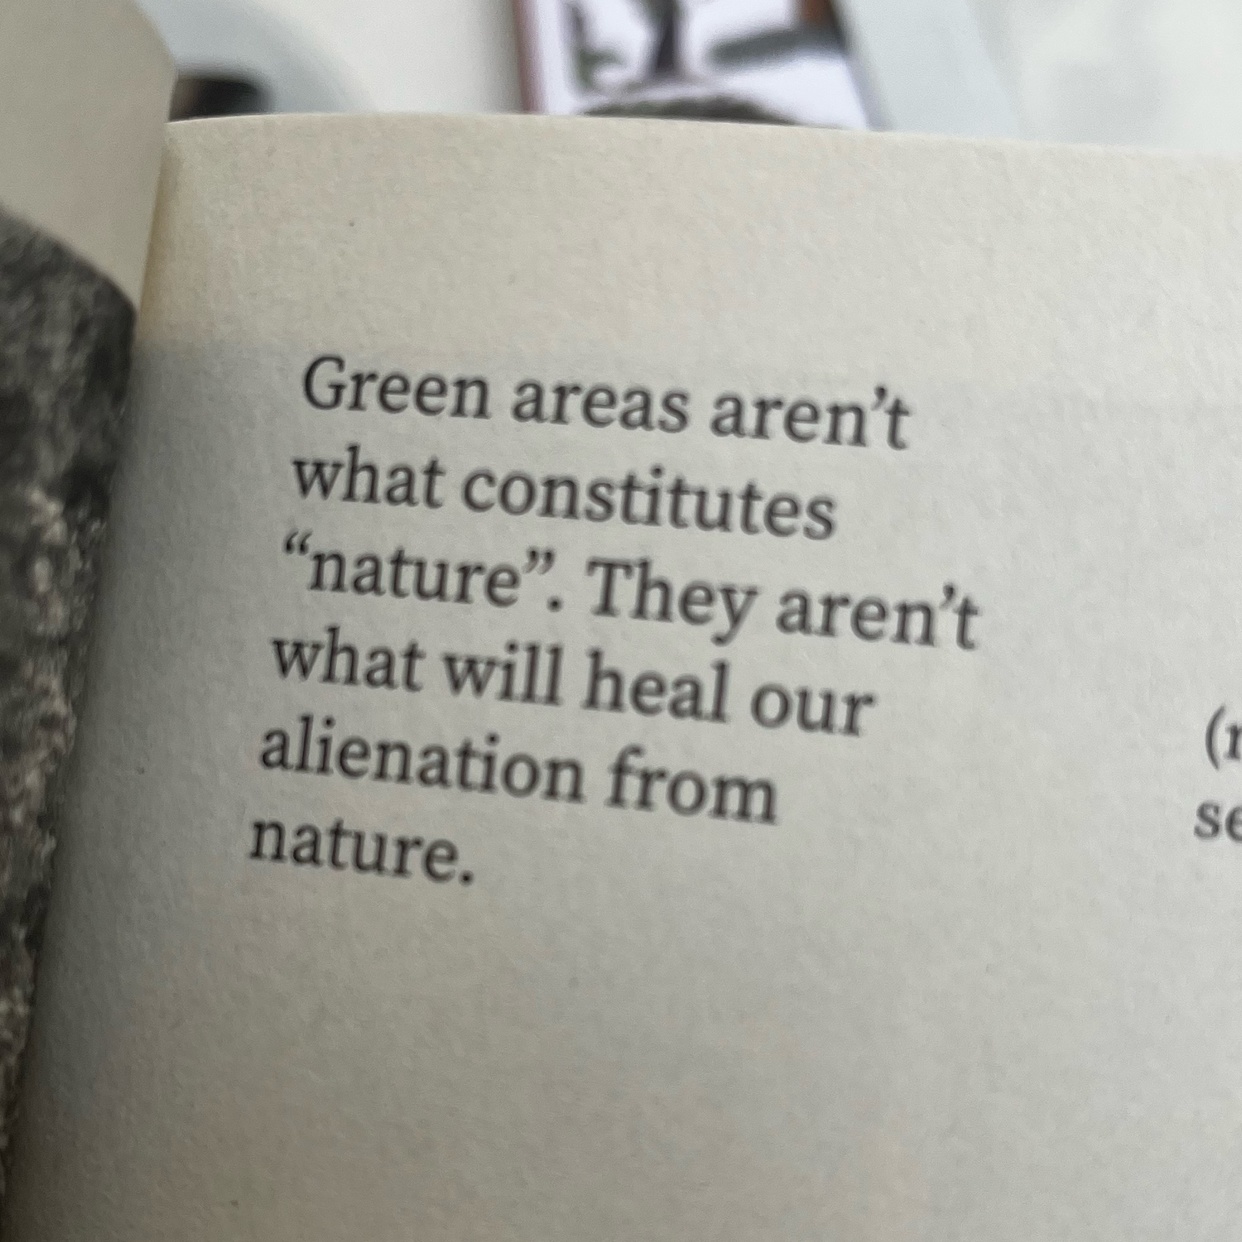 Green areas aren’t
what constitutes
“nature”. They aren’t
what will heal our
alienation from
nature.